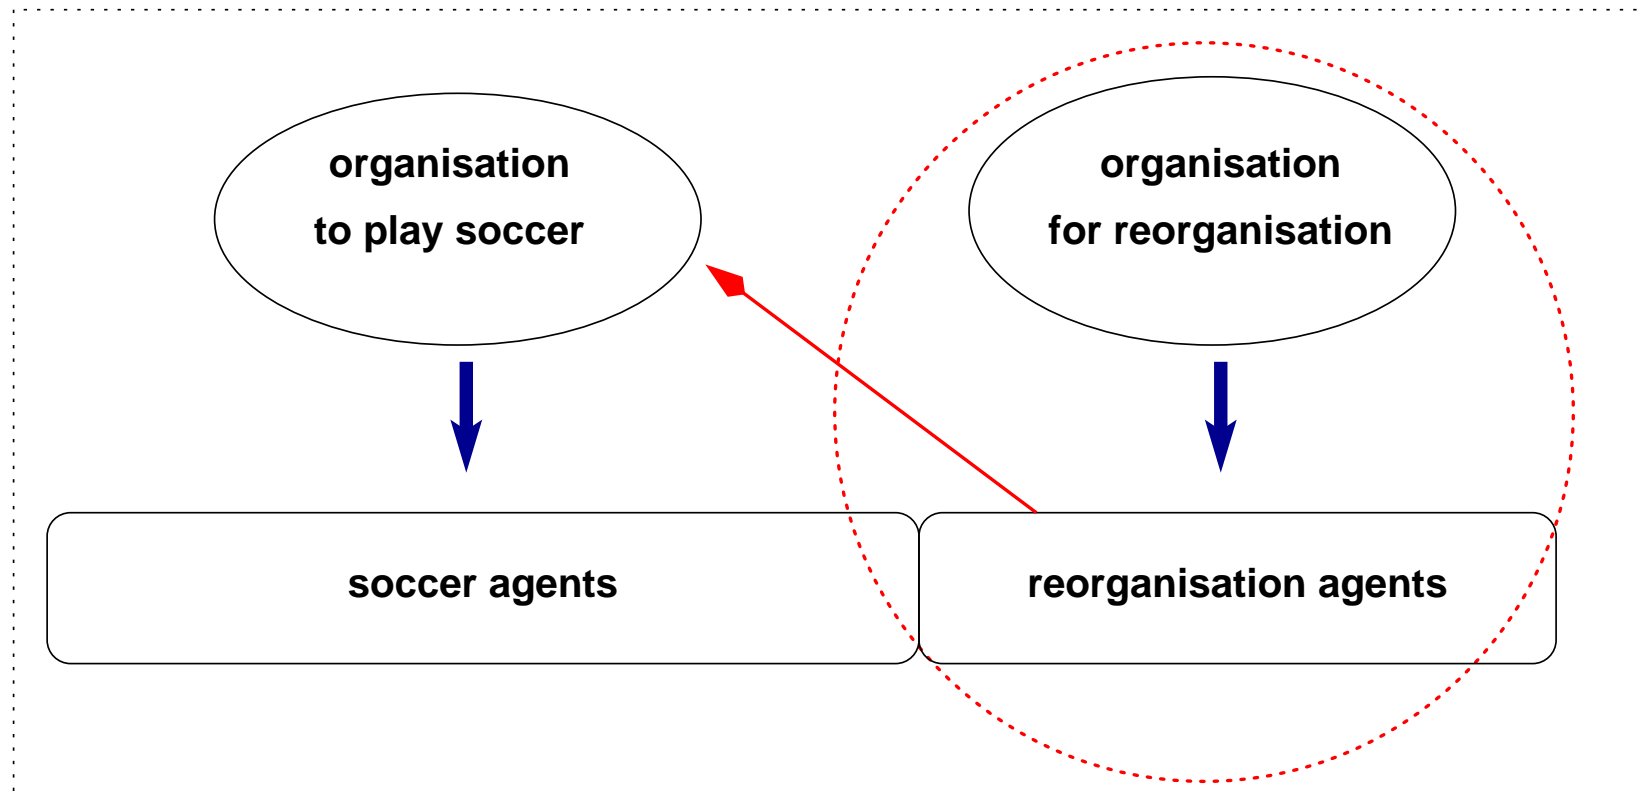 organisation
to play soccer
organisation
for reorganisation
soccer agents
reorganisation agents